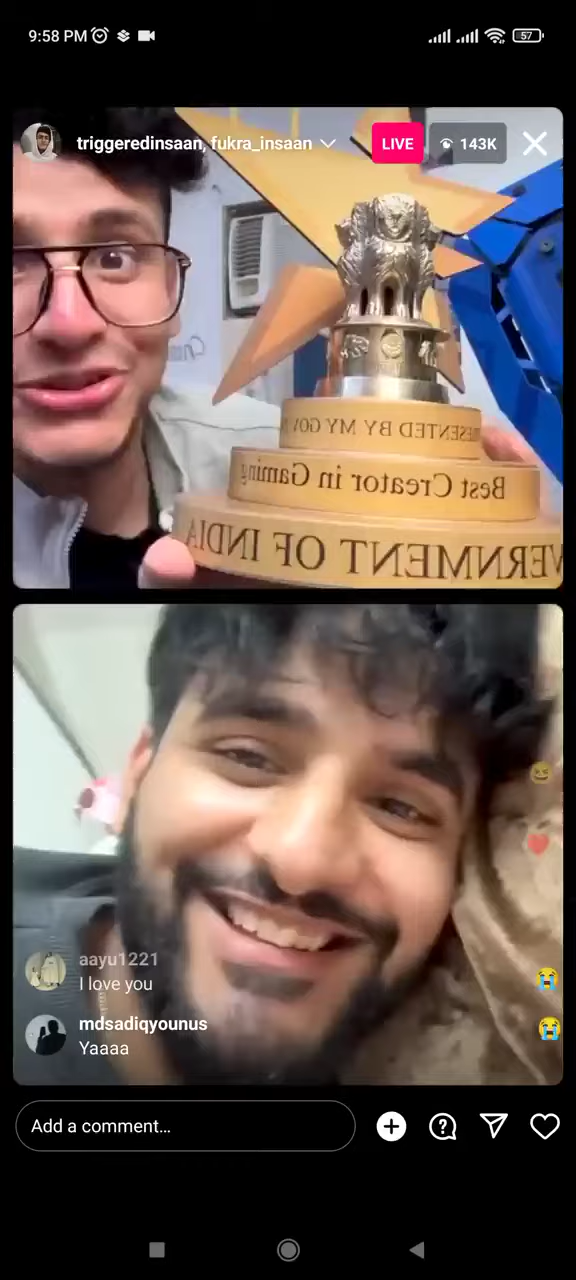 9:58 PM
57
triggeredinsaan, fukra_insaan
LIVE
143K
PRESENTED BY MY GOV
Best Creator in Gaming
VERNMENT OF INDIA
aayu1221
I love you
mdsadiqyounus
Yaaaa
Add a comment…